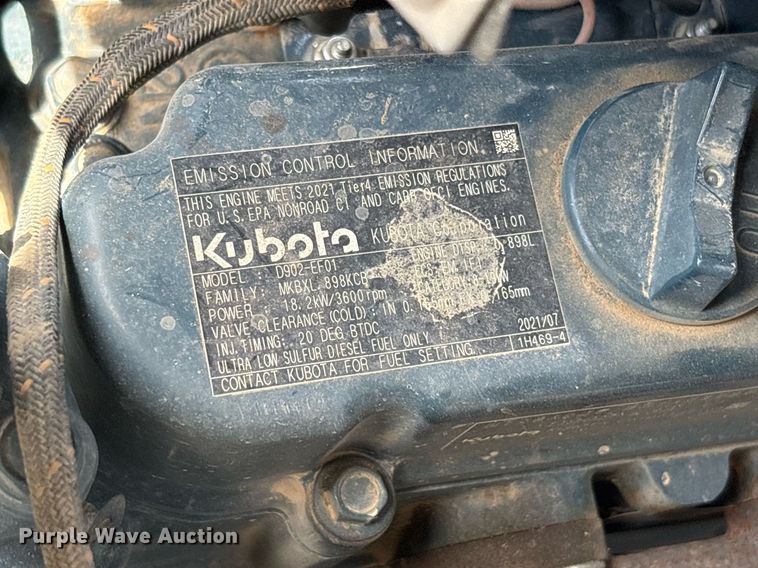 EMISSION CONTROL INFORMATION
THIS ENGINE MEETS 2021 Tier4 EMISSION REGULATIONS
FOR U.S. EPA NONROAD CI AND CARB OFCI ENGINES.
Kubota KUBOTA Corporation
MODEL : D902-EF01
FAMILY: MKBXL.898KCB 898L
POWER : 18.2kW/3600rpm
VALVE CLEARANCE (COLD): IN 165mm
INJ. TIMING: 20 DEG BTDC
ULTRA LOW SULFUR DIESEL FUEL ONLY 2021/07
CONTACT KUBOTA FOR FUEL SETTING. 1H469-4
Purple Wave Auction